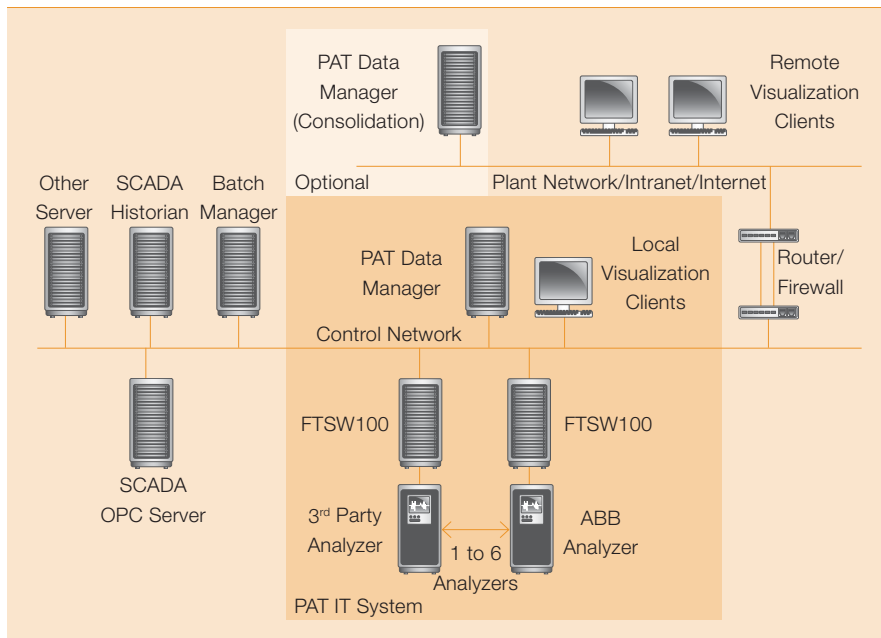 PAT Data
Manager
(Consolidation)
Remote
Visualization
Clients
Optional
Plant Network/Intranet/Internet
Other
Server
SCADA
Historian
Batch
Manager
PAT Data
Manager
Local
Visualization
Clients
Router/
Firewall
Control Network
FTSW100
FTSW100
SCADA
OPC Server
3rd Party
Analyzer
1 to 6
Analyzers
ABB
Analyzer
PAT IT System